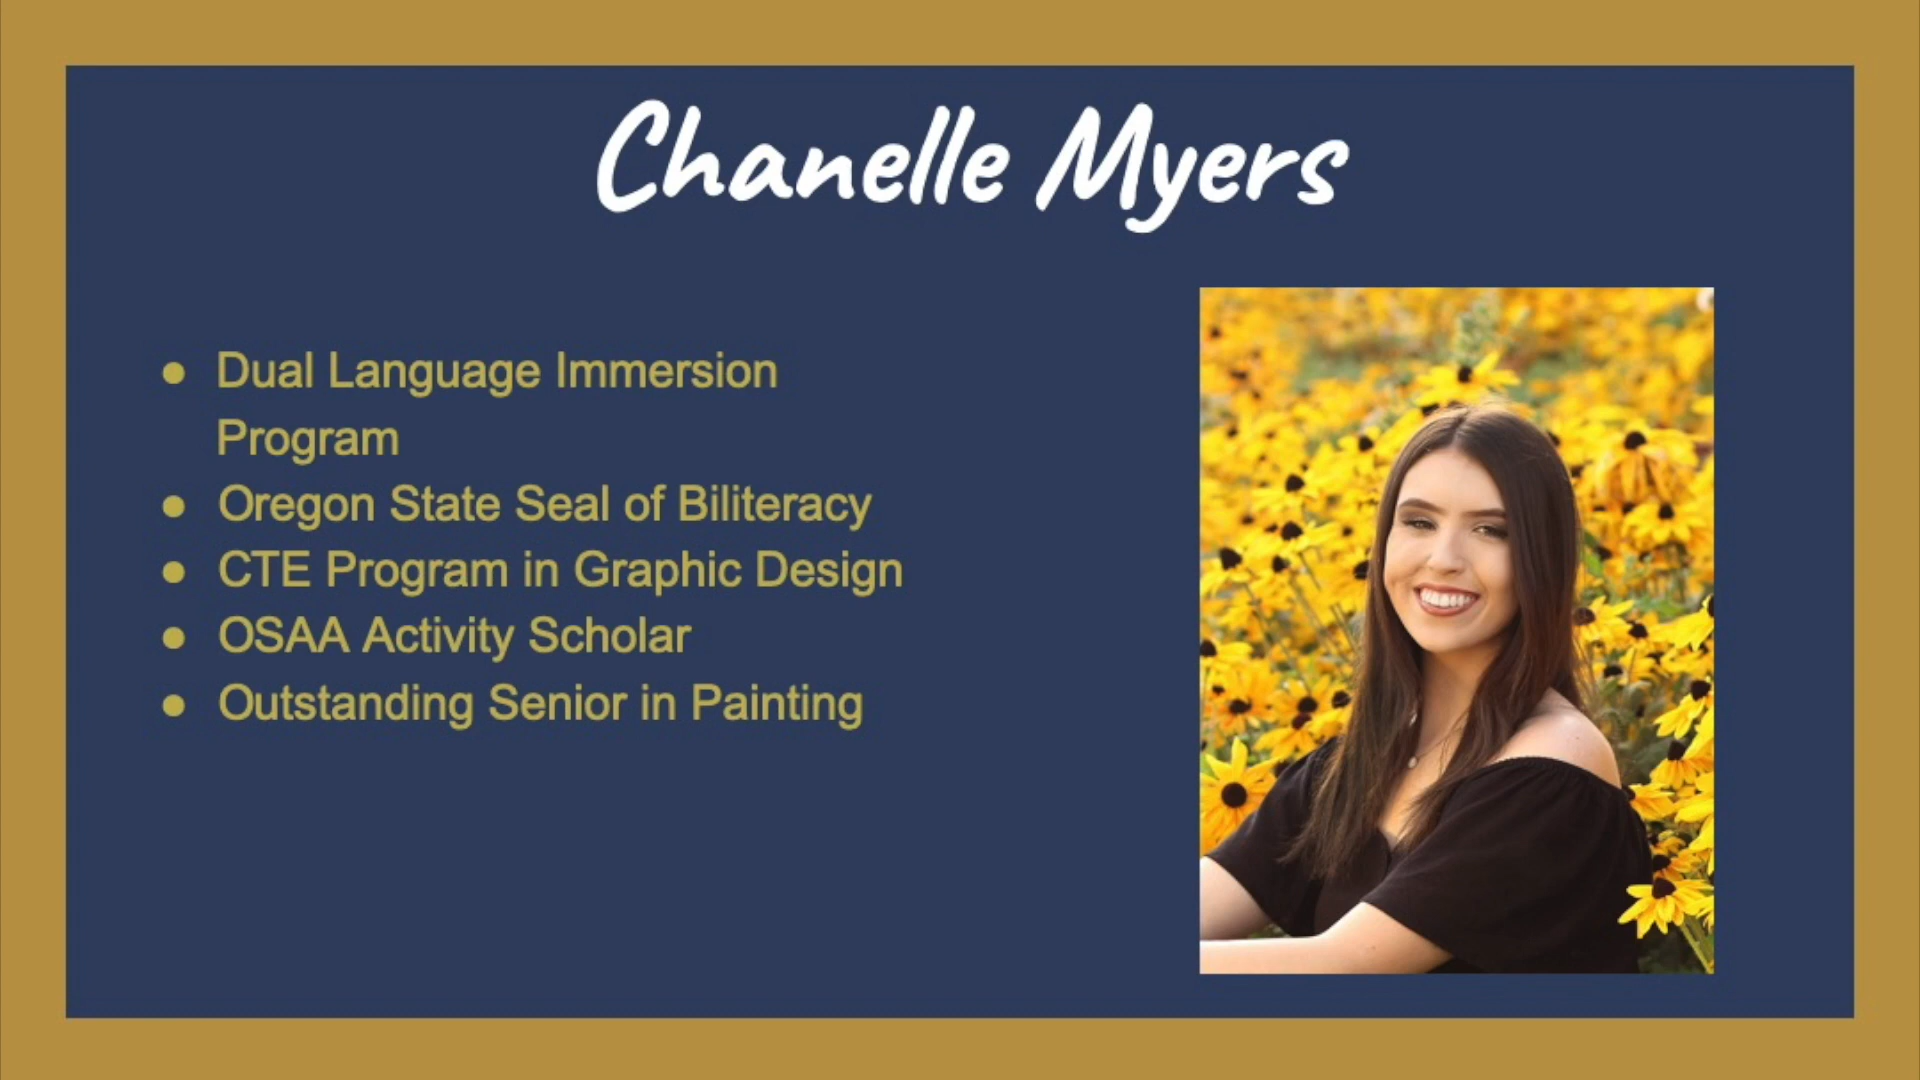 Chanelle Myers
● Dual Language Immersion
Program
● Oregon State Seal of Biliteracy
● CTE Program in Graphic Design
● OSAA Activity Scholar
● Outstanding Senior in Painting